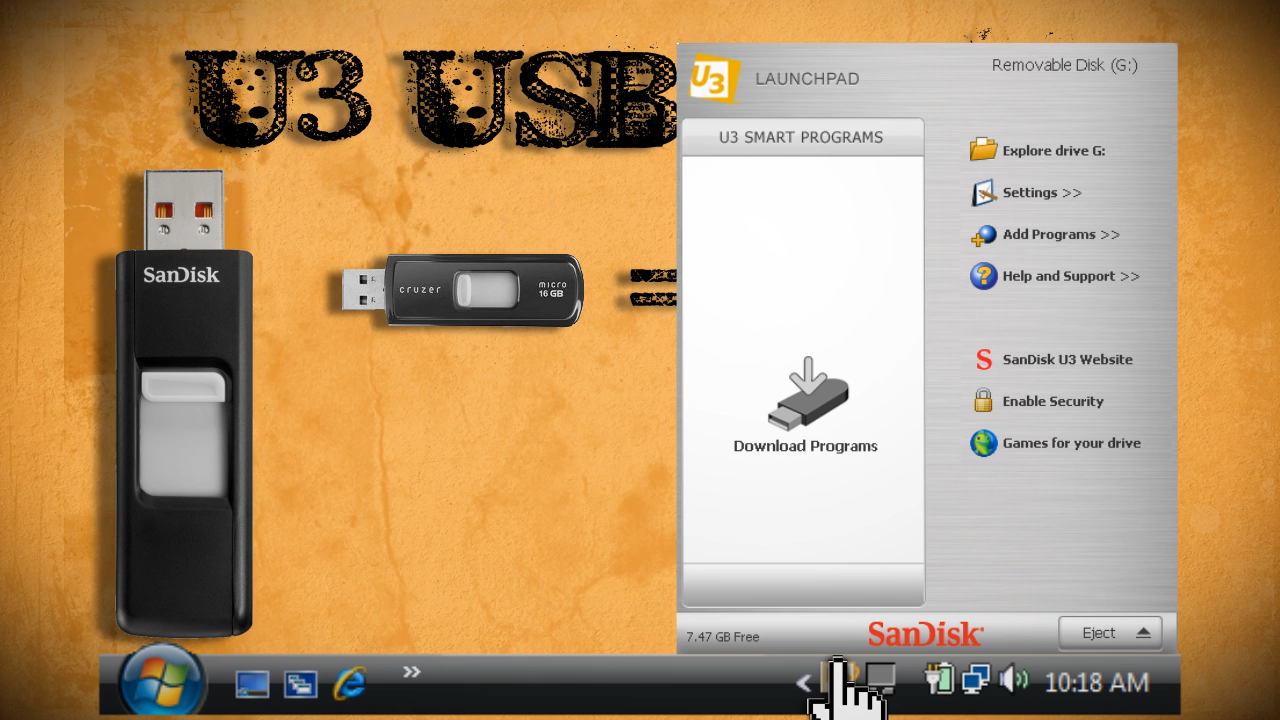 U3 USB
U3
LAUNCHPAD
Removable Disk (G:)
U3 SMART PROGRAMS
Explore drive G:
Settings >>
Add Programs >>
Help and Support >>
SanDisk
cruzer
micro
16 GB
=
SanDisk U3 Website
Enable Security
Games for your drive
Download Programs
7.47 GB Free
SanDisk
Eject
»
10:18 AM